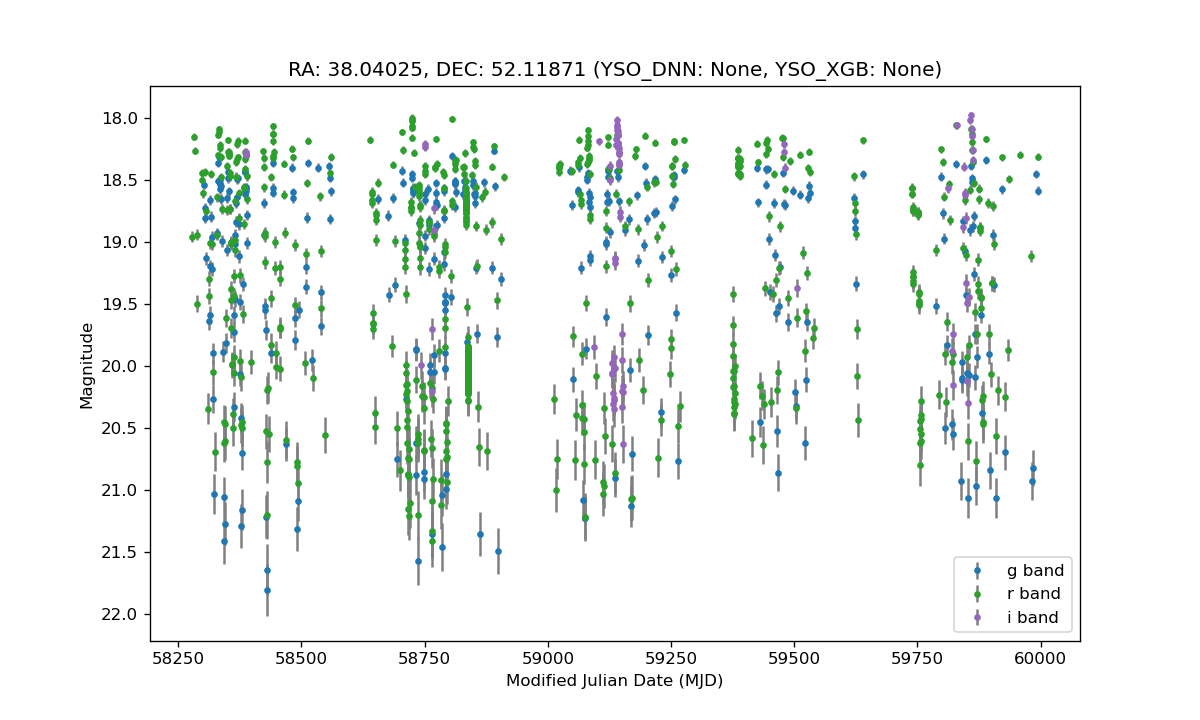 RA: 38.04025, DEC: 52.11871 (YSO_DNN: None, YSO_XGB: None)
Magnitude
18.0
18.5
19.0
19.5
20.0
20.5
21.0
21.5
22.0
g band
r band
i band
58250 58500 58750 59000 59250 59500 59750 60000
Modified Julian Date (MJD)